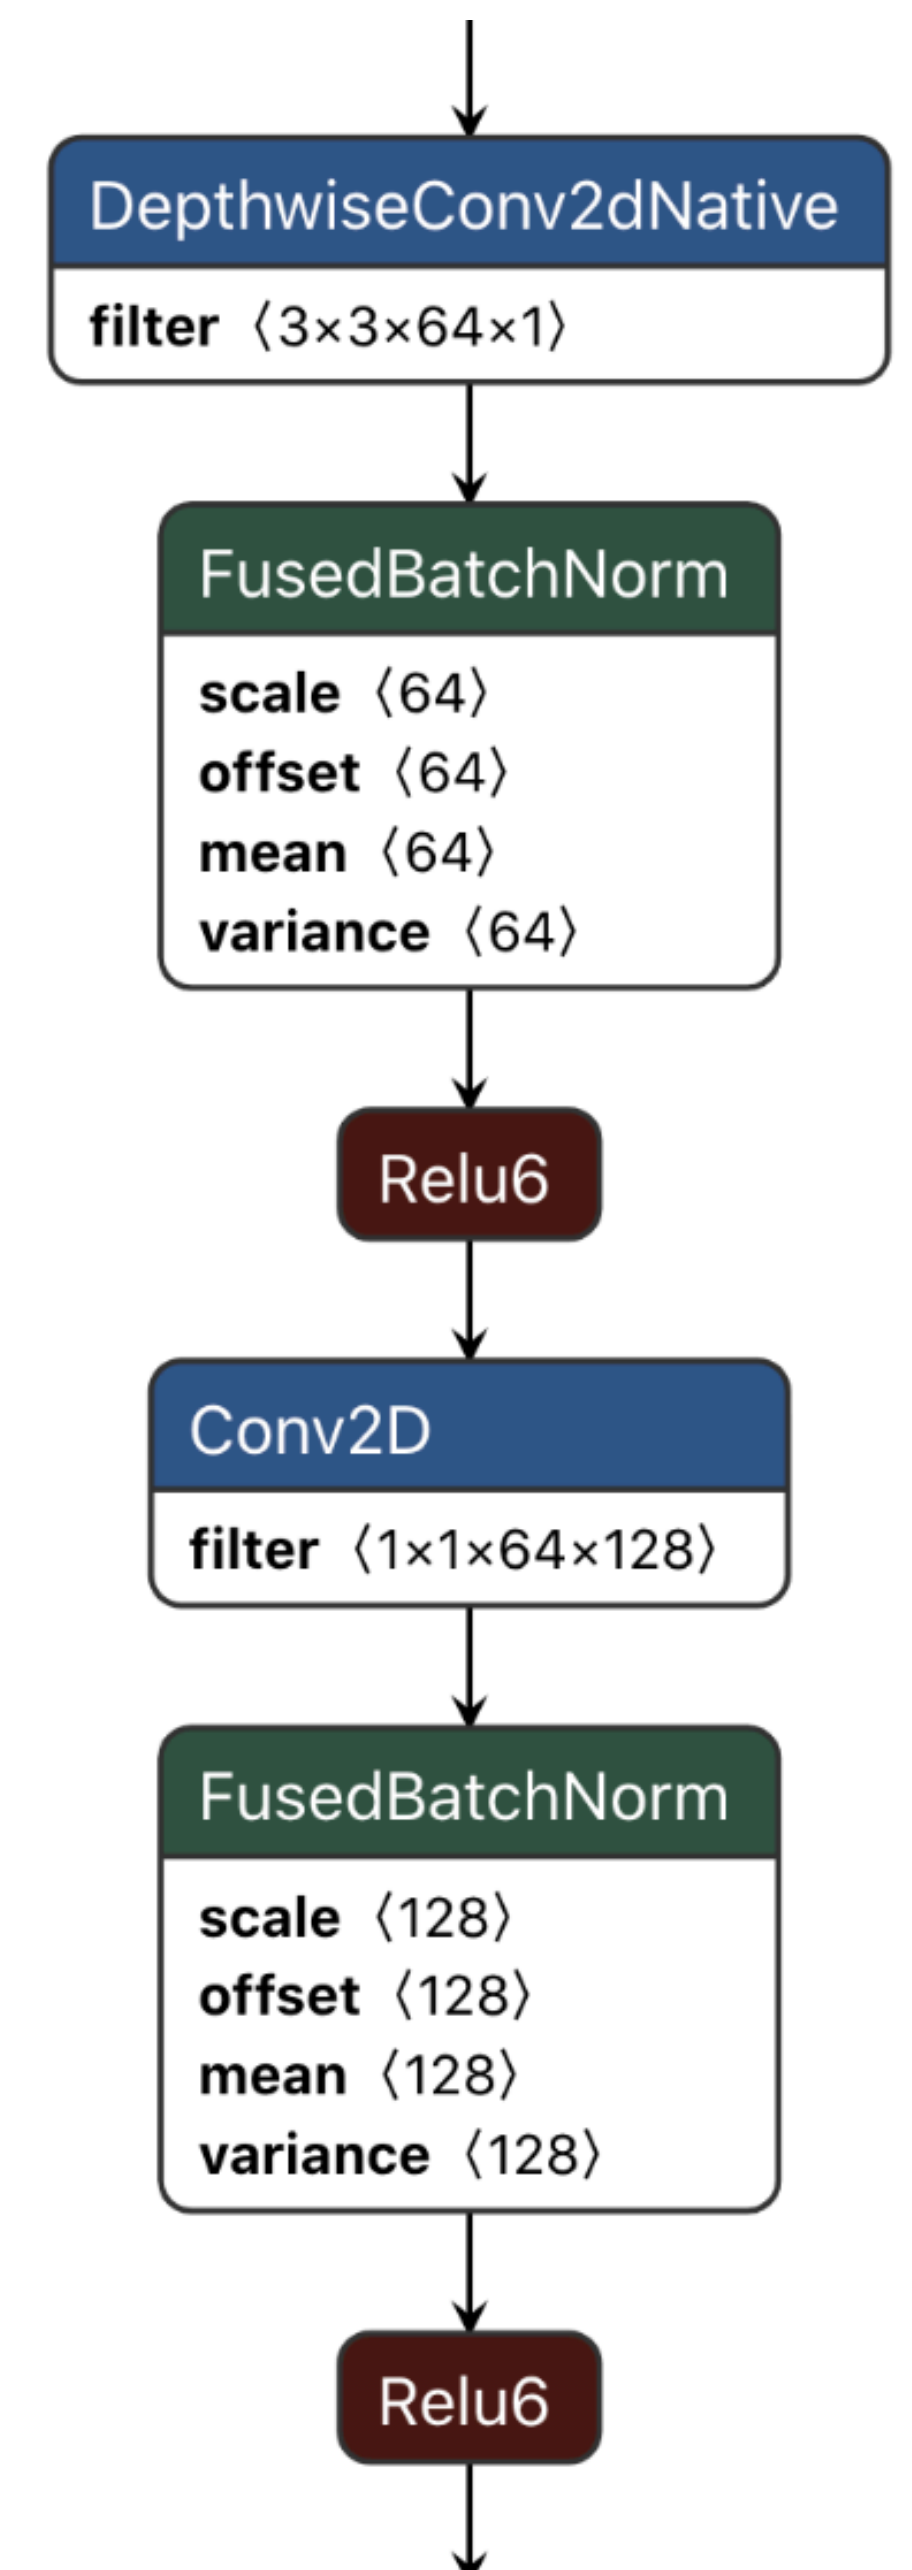 DepthwiseConv2dNative
filter ⟨3×3×64×1⟩
FusedBatchNorm
scale ⟨64⟩
offset ⟨64⟩
mean ⟨64⟩
variance ⟨64⟩
Relu6
Conv2D
filter ⟨1×1×64×128⟩
FusedBatchNorm
scale ⟨128⟩
offset ⟨128⟩
mean ⟨128⟩
variance ⟨128⟩
Relu6